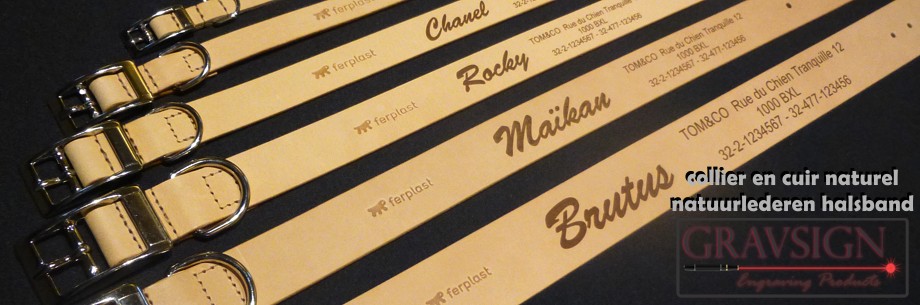 ferplast
Chanel
ferplast
Rocky
TOM&CO Rue du Chien Tranquille 12
1000 BXL
32-2-1234567 - 32-477-123456
ferplast
Maïkan
TOM&CO Rue du Chien Tranquille 12
1000 BXL
32-2-1234567 - 32-477-123456
ferplast
Brutus
TOM&CO Rue du Chien Tranquille 12
1000 BXL
32-2-1234567 - 32-477-123456
ferplast
collier en cuir naturel
natuurlederen halsband
GRAVSIGN
Engraving Products